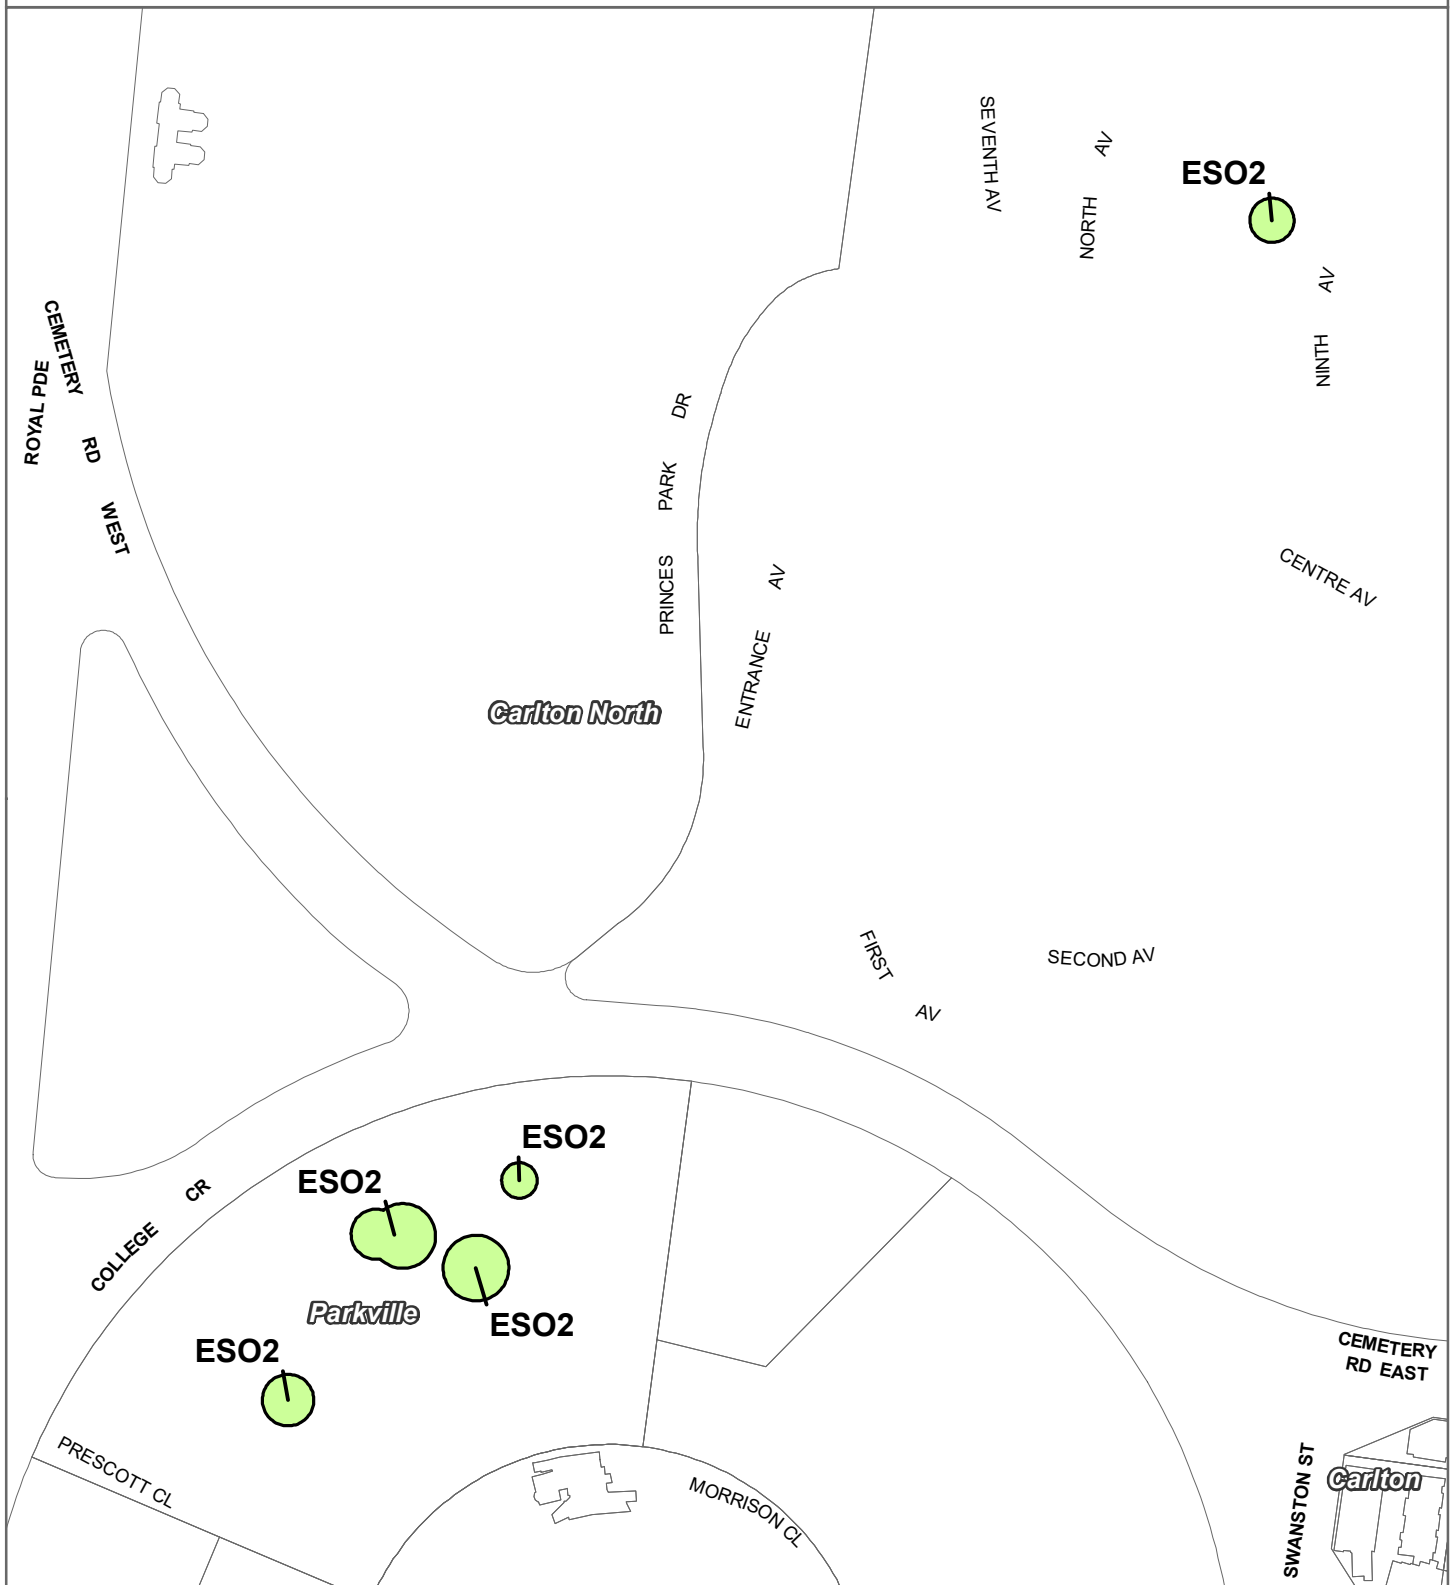 SEVENTH AV
NORTH AV
ESO2
NINTH AV
CEMETERY RD WEST
ROYAL PDE
PRINCES PARK DR
ENTRANCE AV
CENTRE AV
Carlton North
FIRST AV
SECOND AV
ESO2
ESO2
COLLEGE CR
Parkville
ESO2
ESO2
CEMETERY
RD EAST
PRESCOTT CL
MORRISON CL
SWANSTON ST
Carlton